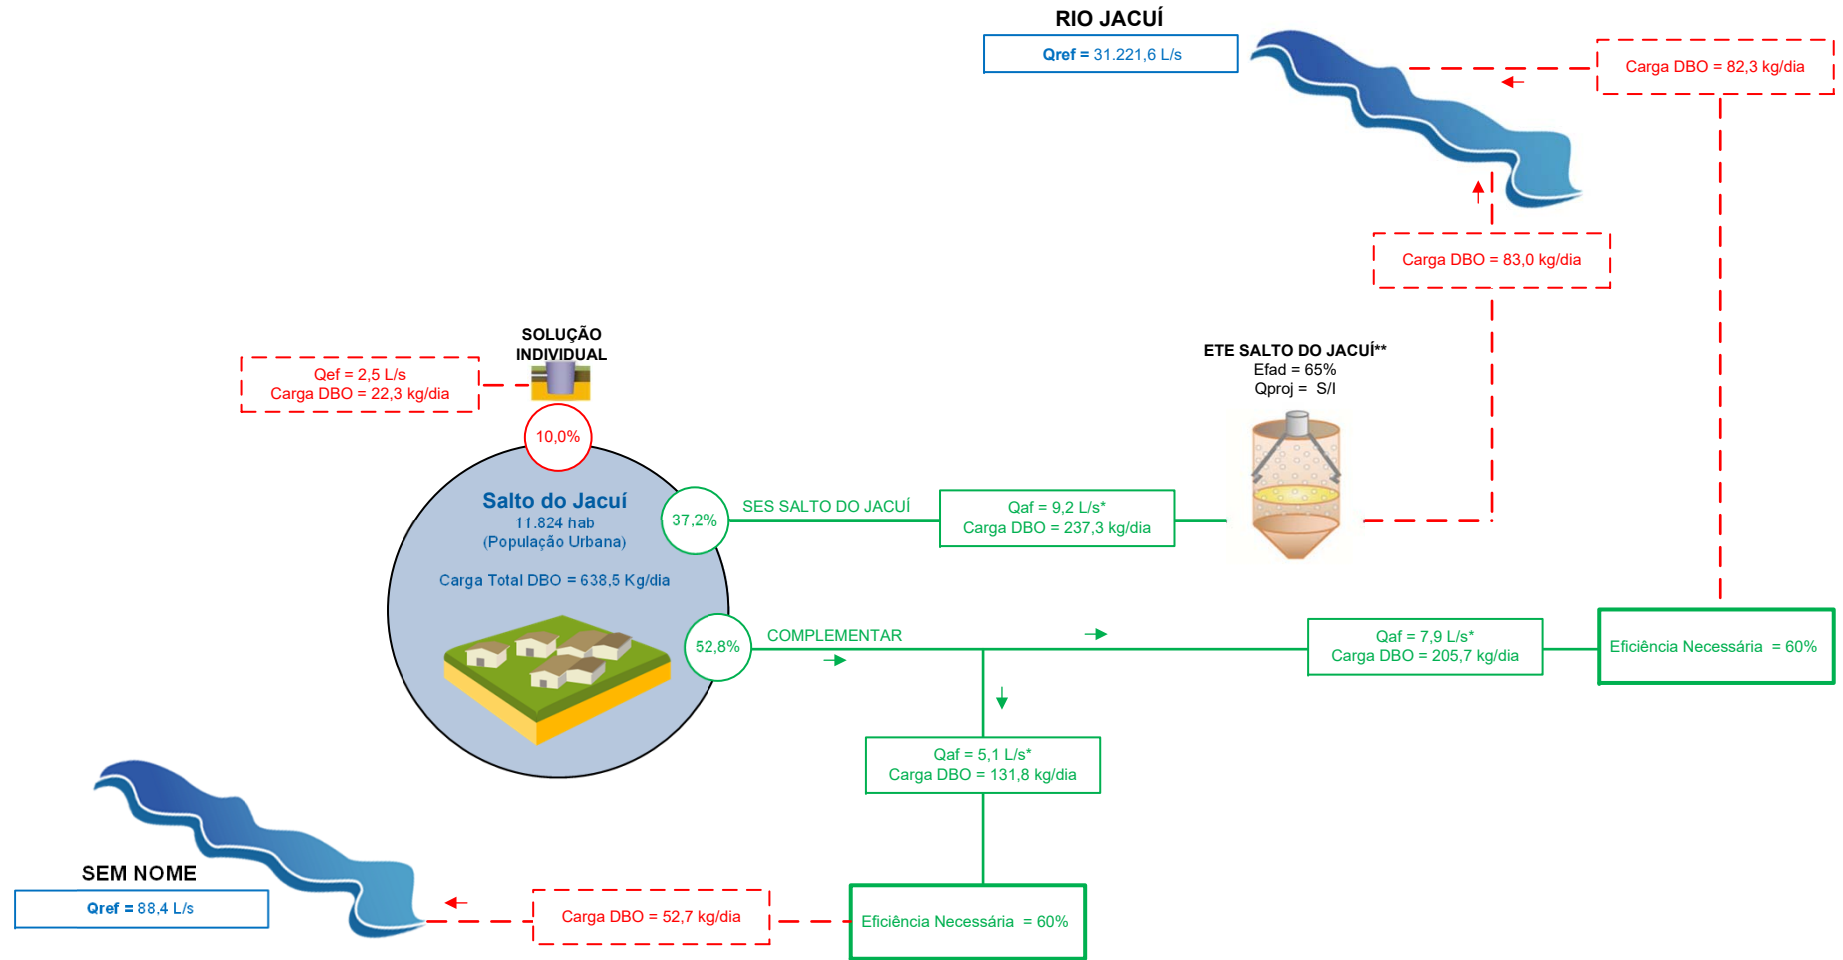 RIO JACUÍ
Qref = 31.221,6 L/s
Carga DBO = 82,3 kg/dia
Carga DBO = 83,0 kg/dia
SOLUÇÃO
INDIVIDUAL
Qef = 2,5 L/s
Carga DBO = 22,3 kg/dia
10,0%
ETE SALTO DO JACUÍ**
Efad = 65%
Qproj = S/I
Salto do Jacuí
11.824 hab
(População Urbana)
Carga Total DBO = 638,5 Kg/dia
37,2%
SES SALTO DO JACUÍ
Qaf = 9,2 L/s*
Carga DBO = 237,3 kg/dia
52,8%
COMPLEMENTAR
Qaf = 7,9 L/s*
Carga DBO = 205,7 kg/dia
Eficiência Necessária = 60%
Qaf = 5,1 L/s*
Carga DBO = 131,8 kg/dia
SEM NOME
Qref = 88,4 L/s
Carga DBO = 52,7 kg/dia
Eficiência Necessária = 60%